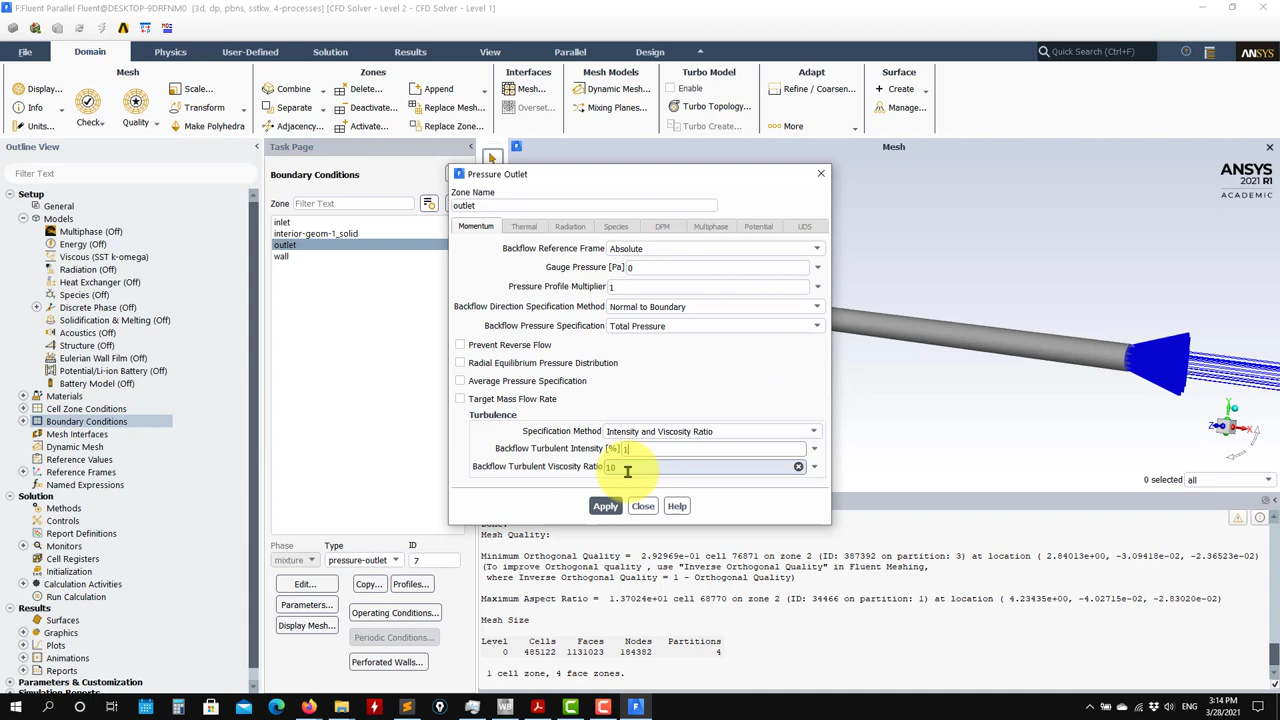 F:Fluent Parallel Fluent@DESKTOP-9DRFNM0 [3d, dp, pbns, sstkw, 4-processes] [CFD Solver - Level 2 - CFD Solver - Level 1]
File Domain Physics User-Defined Solution Results View Parallel Design Quick Search (Ctrl+F) ANSYS
Mesh Zones Interfaces Mesh Models Turbo Model Adapt Surface
Display... Scale... Combine Delete... Append Mesh... Dynamic Mesh... Enable Refine / Coarsen... Create
Info Transform Separate Deactivate... Replace Mesh... Overset... Mixing Planes... Turbo Topology... Manage...
Units... Check Quality Make Polyhedra Adjacency... Activate... Replace Zone... Turbo Create... More
Outline View
Filter Text
Setup
General
Models
Multiphase (Off)
Energy (Off)
Viscous (SST k-omega)
Radiation (Off)
Heat Exchanger (Off)
Species (Off)
Discrete Phase (Off)
Solidification & Melting (Off)
Acoustics (Off)
Structure (Off)
Eulerian Wall Film (Off)
Potential/Li-ion Battery (Off)
Battery Model (Off)
Materials
Cell Zone Conditions
Boundary Conditions
Mesh Interfaces
Dynamic Mesh
Reference Values
Reference Frames
Named Expressions
Solution
Methods
Controls
Report Definitions
Monitors
Cell Registers
Initialization
Calculation Activities
Run Calculation
Results
Surfaces
Graphics
Plots
Animations
Reports
Parameters & Customization
Simulation Reports
Task Page
Boundary Conditions
Zone Filter Text
inlet
interior-geom-1_solid
outlet
wall
Phase Type ID
mixture pressure-outlet 7
Edit... Copy... Profiles...
Parameters... Operating Conditions...
Display Mesh... Periodic Conditions...
Perforated Walls...
Pressure Outlet
Zone Name
outlet
Momentum Thermal Radiation Species DPM Multiphase Potential UDS
Backflow Reference Frame Absolute
Gauge Pressure [Pa] 0
Pressure Profile Multiplier 1
Backflow Direction Specification Method Normal to Boundary
Backflow Pressure Specification Total Pressure
Prevent Reverse Flow
Radial Equilibrium Pressure Distribution
Average Pressure Specification
Target Mass Flow Rate
Turbulence
Specification Method Intensity and Viscosity Ratio
Backflow Turbulent Intensity [%] 1
Backflow Turbulent Viscosity Ratio 10
Apply Close Help
Mesh
ANSYS
2021 R1
ACADEMIC
Y
Z X
0 selected all
Done.
Mesh Quality:
Minimum Orthogonal Quality = 2.92969e-01 cell 76871 on zone 2 (ID: 387392 on partition: 3) at location ( 2.84013e+00, -3.09418e-02, -2.36523e-02)
(To improve Orthogonal quality , use "Inverse Orthogonal Quality" in Fluent Meshing,
where Inverse Orthogonal Quality = 1 - Orthogonal Quality)
Maximum Aspect Ratio = 1.37024e+01 cell 68770 on zone 2 (ID: 34466 on partition: 1) at location ( 4.23435e+00, -4.02715e-02, -2.83020e-02)
Mesh Size
Level Cells Faces Nodes Partitions
0 485122 1131023 184382 4
1 cell zone, 4 face zones.
3:14 PM
3/28/2021